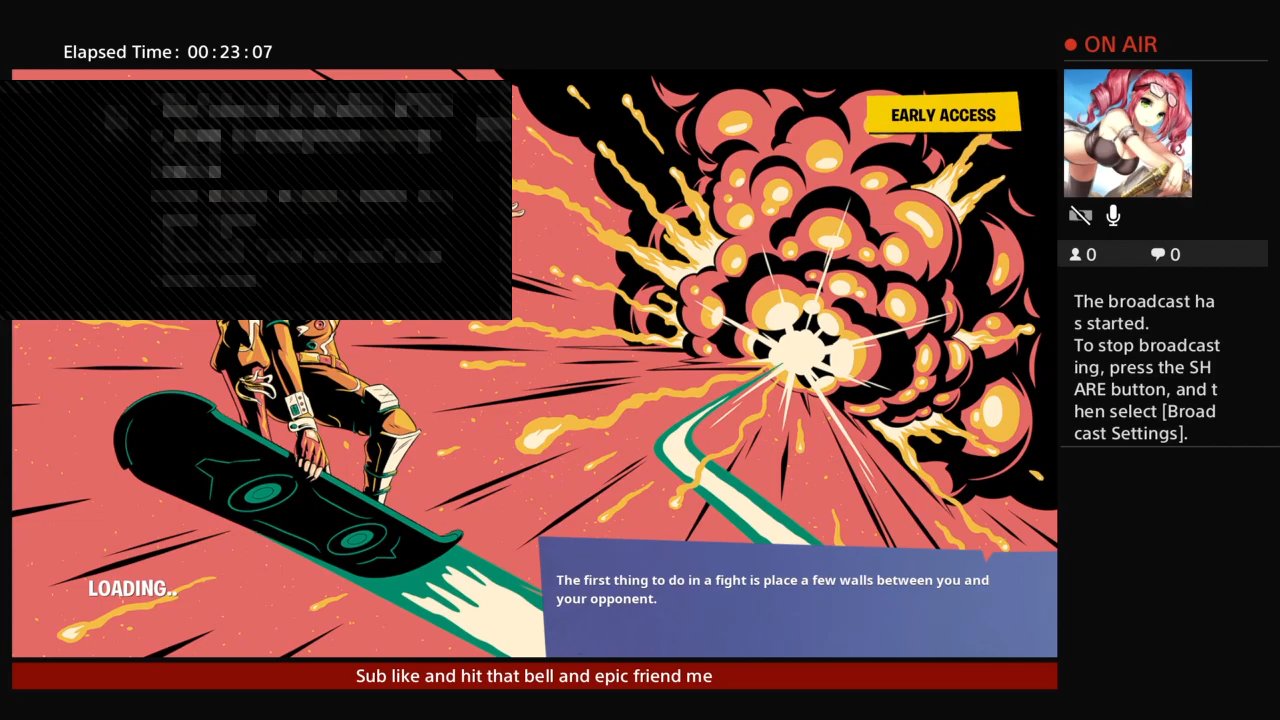 Elapsed Time: 00:23:07
ON AIR
EARLY ACCESS
0 0
The broadcast ha
s started.
To stop broadcast
ing, press the SH
ARE button, and t
hen select [Broad
cast Settings].
LOADING..
The first thing to do in a fight is place a few walls between you and
your opponent.
Sub like and hit that bell and epic friend me